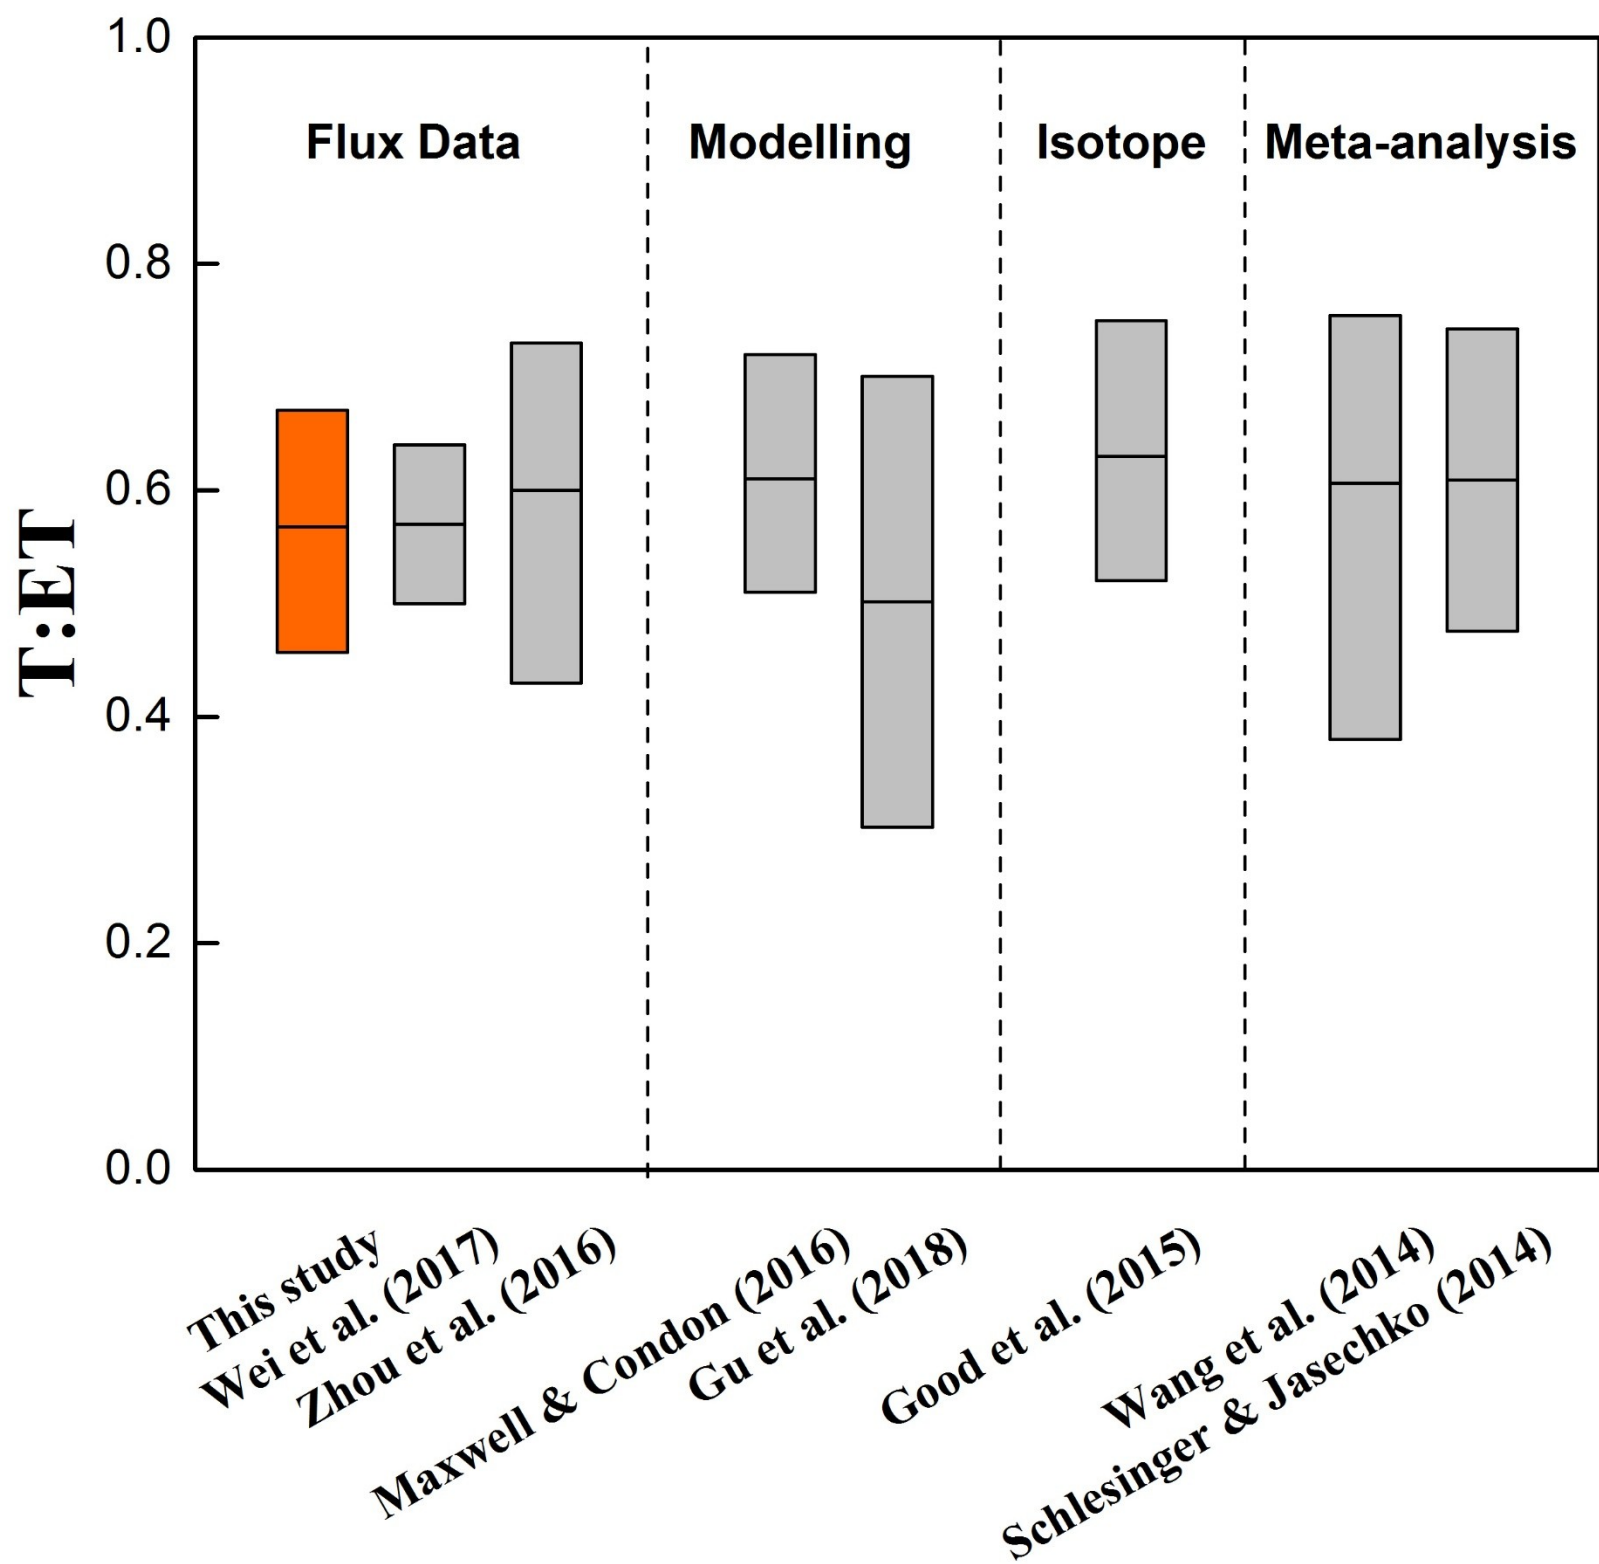 Flux Data
Modelling
Isotope
Meta-analysis
T:ET
1.0
0.8
0.6
0.4
0.2
0.0
This study
Wei et al. (2017)
Zhou et al. (2016)
Maxwell & Condon (2016)
Gu et al. (2018)
Good et al. (2015)
Wang et al. (2014)
Schlesinger & Jasechko (2014)